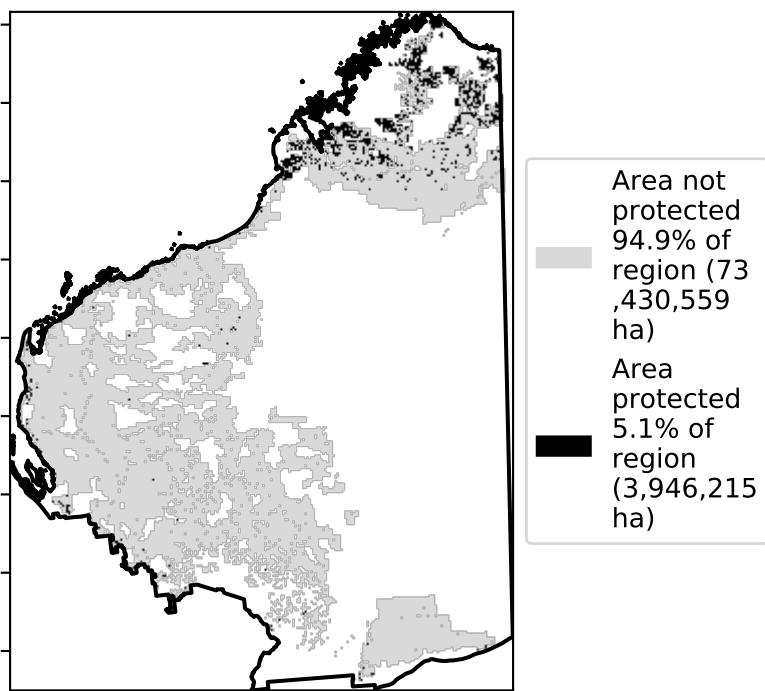 Area not
protected
94.9% of
region (73
,430,559
ha)
Area
protected
5.1% of
region
(3,946,215
ha)